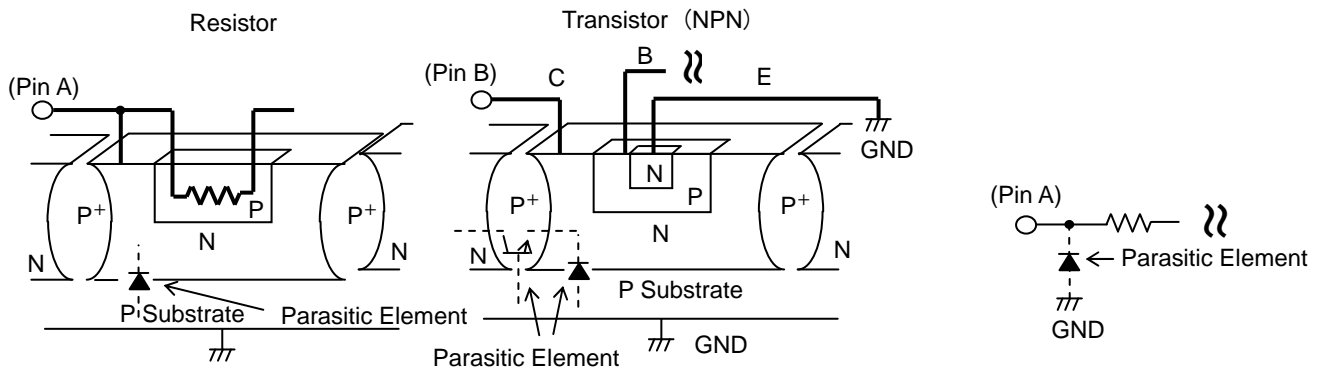 Resistor
(Pin A)
P+
P
P+
N
N
N
P Substrate
Parasitic Element
Transistor （NPN）
B
(Pin B)
C
E
GND
N
P
P+
P+
N
N
N
P Substrate
Parasitic Element
GND
(Pin A)
Parasitic Element
GND